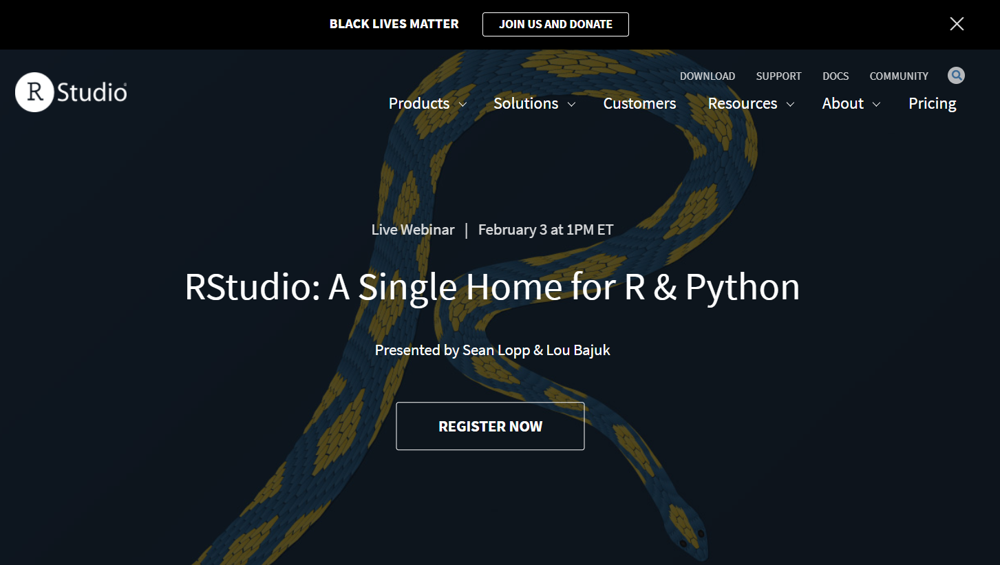 BLACK LIVES MATTER JOIN US AND DONATE
DOWNLOAD SUPPORT DOCS COMMUNITY
R Studio®
Products Solutions Customers Resources About Pricing
Live Webinar | February 3 at 1PM ET
RStudio: A Single Home for R & Python
Presented by Sean Lopp & Lou Bajuk
REGISTER NOW